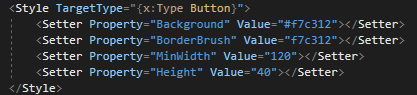 <Style TargetType="{x:Type Button}">
    <Setter Property="Background" Value="#f7c312"></Setter>
    <Setter Property="BorderBrush" Value="#f7c312"></Setter>
    <Setter Property="MinWidth" Value="120"></Setter>
    <Setter Property="Height" Value="40"></Setter>
</Style>